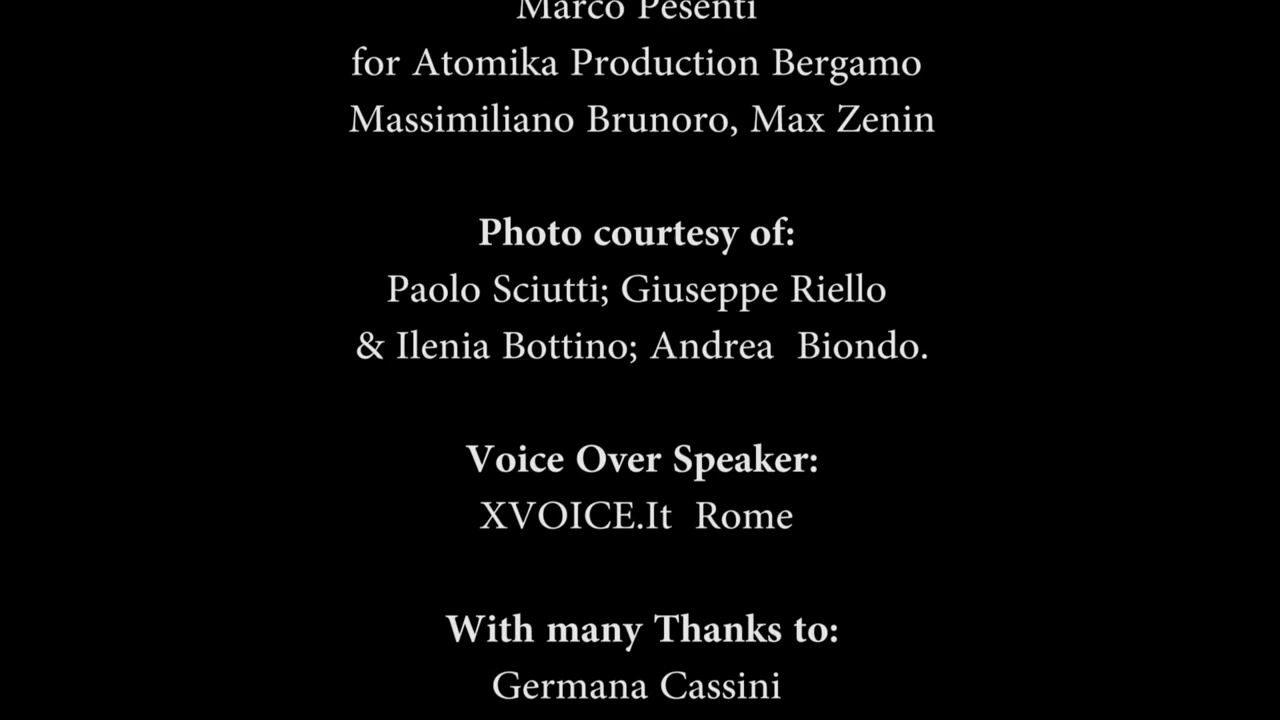 Marco Pesenti
for Atomika Production Bergamo
Massimiliano Brunoro, Max Zenin
Photo courtesy of:
Paolo Sciutti; Giuseppe Riello
& Ilenia Bottino; Andrea Biondo.
Voice Over Speaker:
XVOICE.It Rome
With many Thanks to:
Germana Cassini